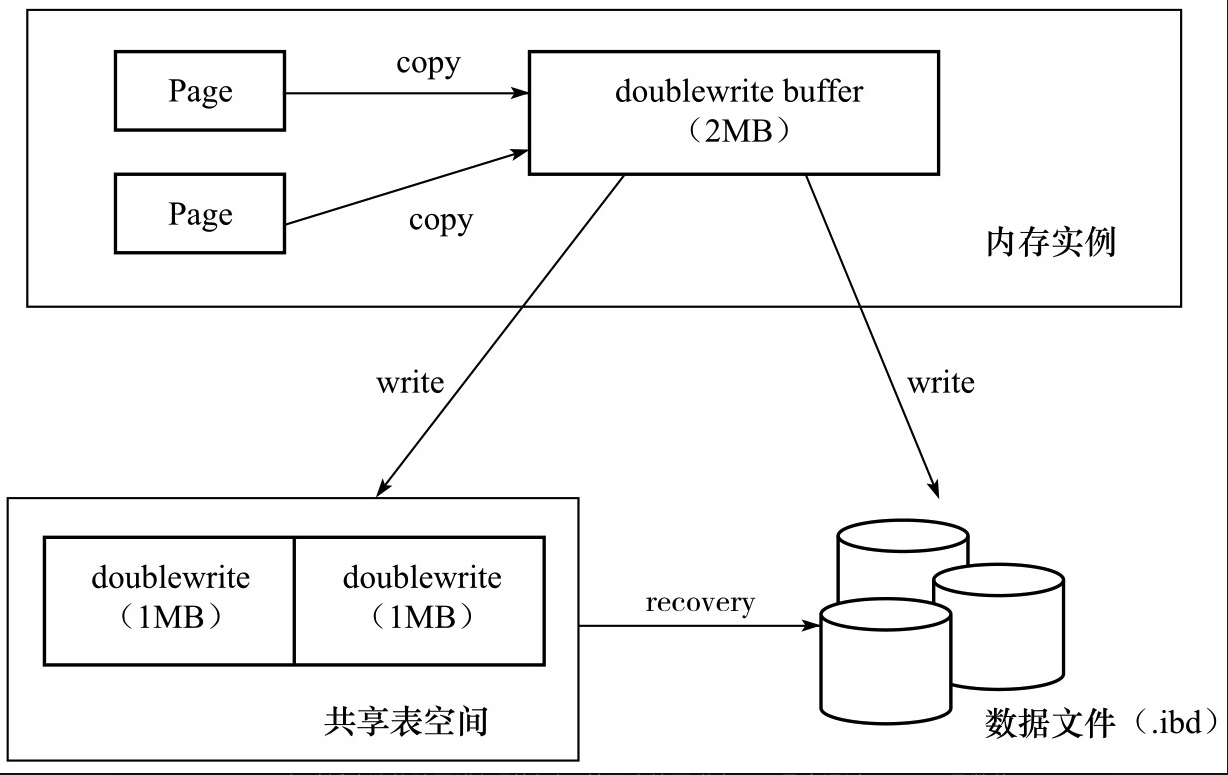 Page
copy
doublewrite buffer
（2MB）
Page
copy
内存实例
write
write
doublewrite
（1MB）
doublewrite
（1MB）
recovery
共享表空间
数据文件（.ibd）